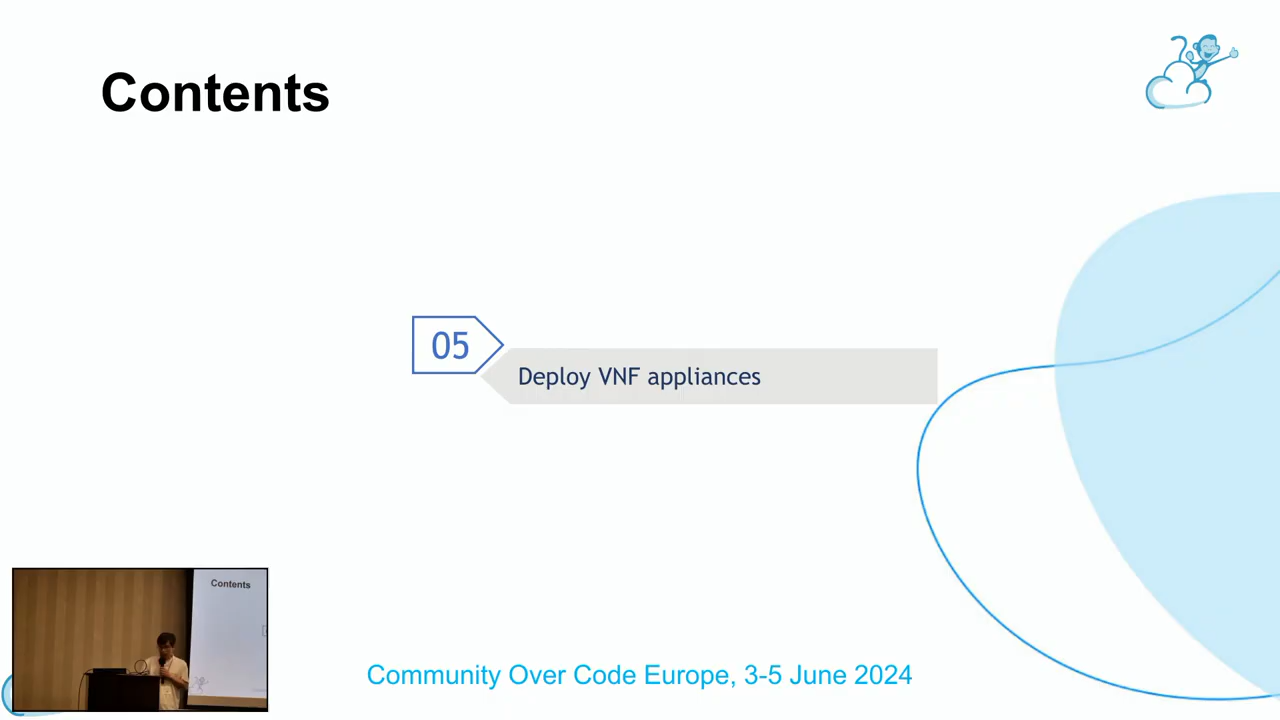 Contents
05
Deploy VNF appliances
Contents
Community Over Code Europe, 3-5 June 2024